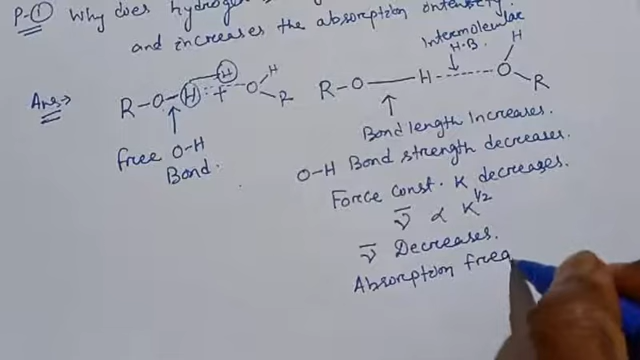 P-① Why does hydrogen
and increases the absorption intensity.
Ans:→
R-O-H + H O H R
free O-H
Bond.
Intermolecular
H.B.
R-O—H-----O H R
Bond length Increases.
O-H Bond strength decreases.
Force const. K decreases.
ν̅ ∝ K^1/2
ν̅ Decreases.
Absorption freq